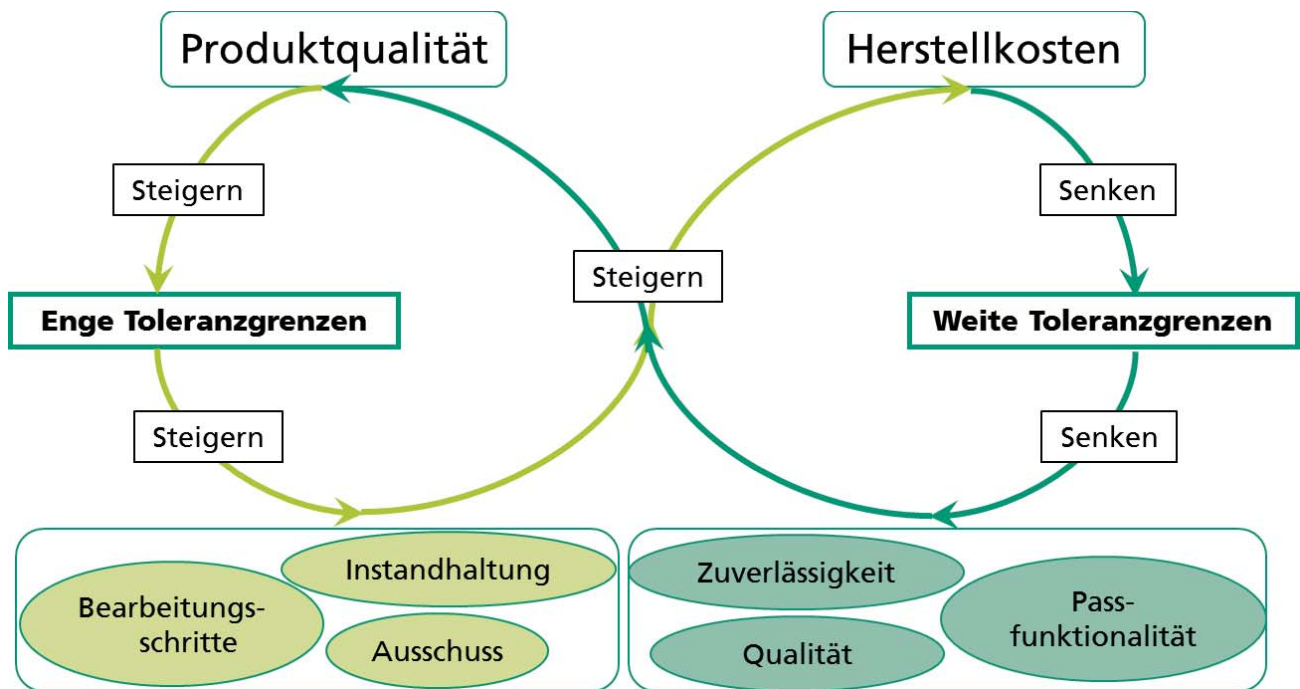 Produktqualität
Herstellkosten
Steigern
Senken
Steigern
Enge Toleranzgrenzen
Weite Toleranzgrenzen
Steigern
Senken
Instandhaltung
Bearbeitungs-
schritte
Ausschuss
Zuverlässigkeit
Pass-
funktionalität
Qualität